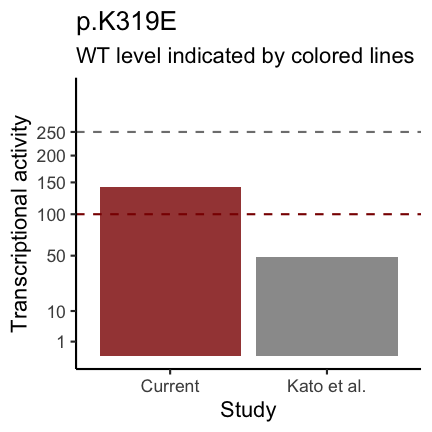 p.K319E
WT level indicated by colored lines
Transcriptional activity
250
200
150
100
50
10
1
Current
Kato et al.
Study